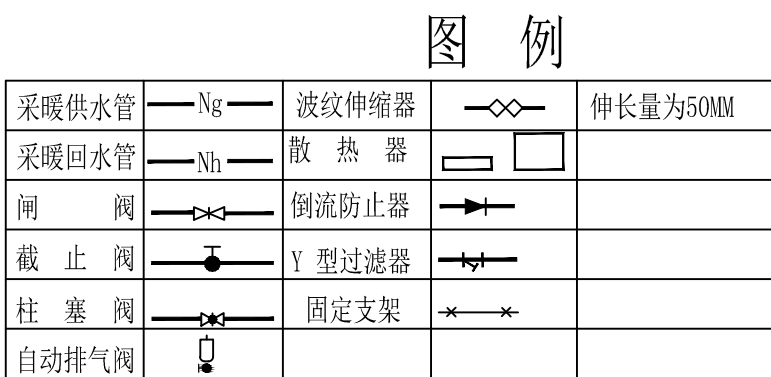 图 例
采暖供水管 Ng 波纹伸缩器 伸长量为50MM
采暖回水管 Nh 散 热 器
闸 阀 倒流防止器
截 止 阀 Y 型过滤器
柱 塞 阀 固定支架
自动排气阀